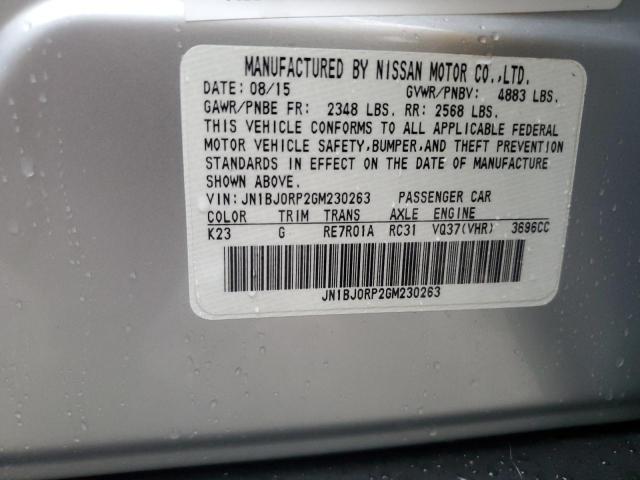 MANUFACTURED BY NISSAN MOTOR CO.,LTD.
DATE: 08/15 GVWR/PNBV: 4883 LBS.
GAWR/PNBE FR: 2348 LBS. RR: 2568 LBS.
THIS VEHICLE CONFORMS TO ALL APPLICABLE FEDERAL
MOTOR VEHICLE SAFETY,BUMPER,AND THEFT PREVENTION
STANDARDS IN EFFECT ON THE DATE OF MANUFACTURE
SHOWN ABOVE.
VIN: JN1BJ0RP2GM230263 PASSENGER CAR
COLOR TRIM TRANS AXLE ENGINE
K23 G RE7R01A RC31 VQ37(VHR) 3696CC
JN1BJ0RP2GM230263